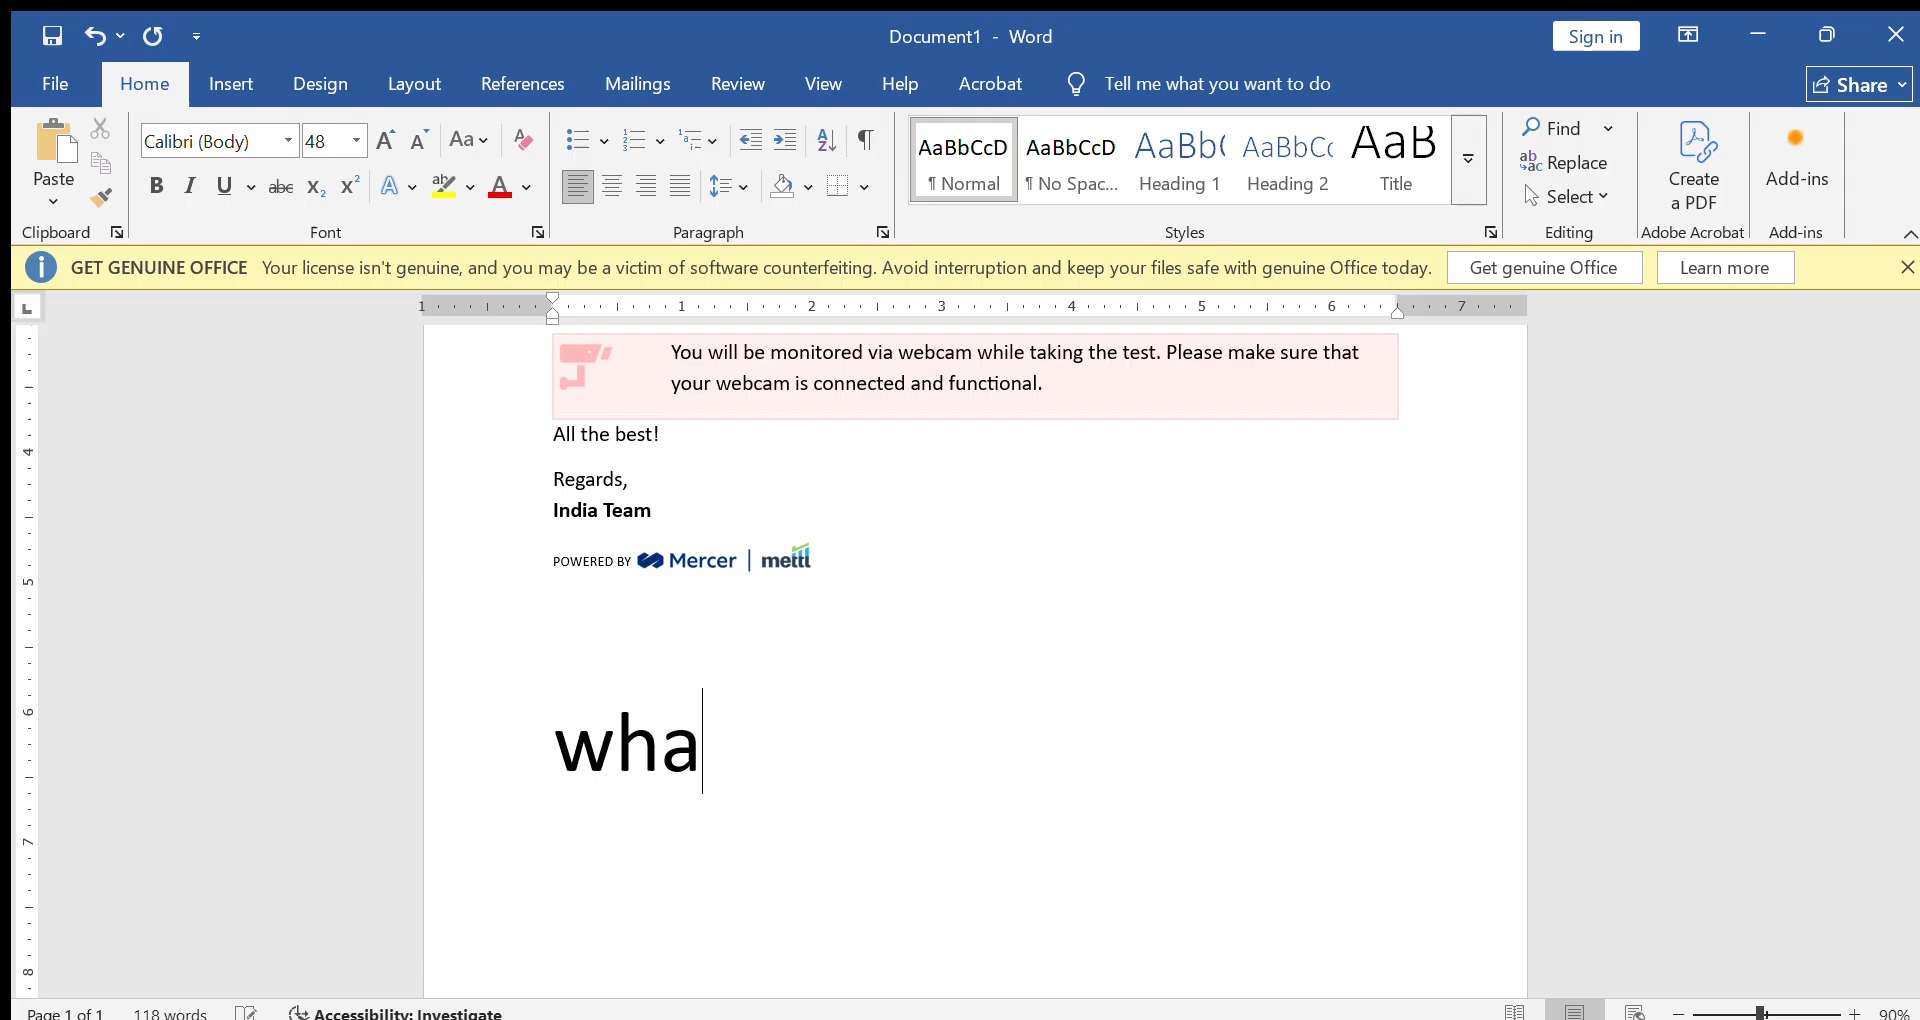 Document1 - Word
Sign in
File Home Insert Design Layout References Mailings Review View Help Acrobat Tell me what you want to do Share
Paste
Clipboard
Calibri (Body) 48 Aa
B I U abc X₂ X² A ab A
Font
Paragraph
AaBbCcD AaBbCcD AaBb( AaBbCc AaB
¶ Normal ¶ No Spac... Heading 1 Heading 2 Title
Styles
Find
Replace
Select
Editing
Create
a PDF
Adobe Acrobat
Add-ins
Add-ins
GET GENUINE OFFICE Your license isn't genuine, and you may be a victim of software counterfeiting. Avoid interruption and keep your files safe with genuine Office today. Get genuine Office Learn more
1 1 2 3 4 5 6 7
4
5
6
7
8
You will be monitored via webcam while taking the test. Please make sure that
your webcam is connected and functional.
All the best!
Regards,
India Team
POWERED BY Mercer | mettl
wha
Page 1 of 1 118 words Accessibility: Investigate 90%